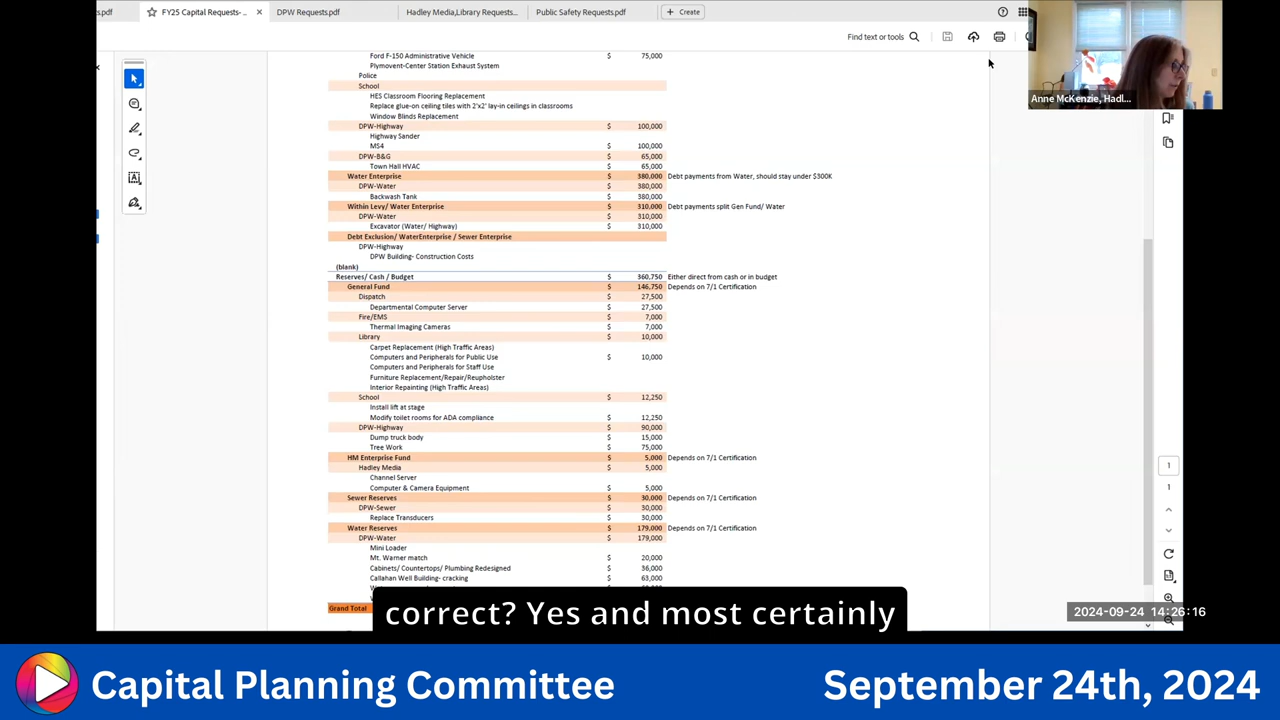 ts.pdf
FY25 Capital Requests-...
DPW Requests.pdf
Hadley Media,Library Requests...
Public Safety Requests.pdf
Create
Find text or tools
Anne McKenzie, Hadl...
Ford F-150 Administrative Vehicle $ 75,000
Plymovent-Center Station Exhaust System
Police
School
HES Classroom Flooring Replacement
Replace glue-on ceiling tiles with 2'x2' lay-in ceilings in classrooms
Window Blinds Replacement
DPW-Highway $ 100,000
Highway Sander
MS4 $ 100,000
DPW-B&G $ 65,000
Town Hall HVAC $ 65,000
Water Enterprise $ 380,000 Debt payments from Water, should stay under $300K
DPW-Water $ 380,000
Backwash Tank $ 380,000
Within Levy/ Water Enterprise $ 310,000 Debt payments split Gen Fund/ Water
DPW-Water $ 310,000
Excavator (Water/ Highway) $ 310,000
Debt Exclusion/ WaterEnterprise / Sewer Enterprise
DPW-Highway
DPW Building- Construction Costs
(blank)
Reserves/ Cash / Budget $ 360,750 Either direct from cash or in budget
General Fund $ 146,750 Depends on 7/1 Certification
Dispatch $ 27,500
Departmental Computer Server $ 27,500
Fire/EMS $ 7,000
Thermal Imaging Cameras $ 7,000
Library $ 10,000
Carpet Replacement (High Traffic Areas)
Computers and Peripherals for Public Use $ 10,000
Computers and Peripherals for Staff Use
Furniture Replacement/Repair/Reupholster
Interior Repainting (High Traffic Areas)
School $ 12,250
Install lift at stage
Modify toilet rooms for ADA compliance $ 12,250
DPW-Highway $ 90,000
Dump truck body $ 15,000
Tree Work $ 75,000
HM Enterprise Fund $ 5,000 Depends on 7/1 Certification
Hadley Media $ 5,000
Channel Server
Computer & Camera Equipment $ 5,000
Sewer Reserves $ 30,000 Depends on 7/1 Certification
DPW-Sewer $ 30,000
Replace Transducers $ 30,000
Water Reserves $ 179,000 Depends on 7/1 Certification
DPW-Water $ 179,000
Mini Loader
Mt. Warner match $ 20,000
Cabinets/ Countertops/ Plumbing Redesigned $ 36,000
Callahan Well Building- cracking $ 63,000
Grand Total
1
1
correct? Yes and most certainly
2024-09-24 14:26:16
Capital Planning Committee
September 24th, 2024